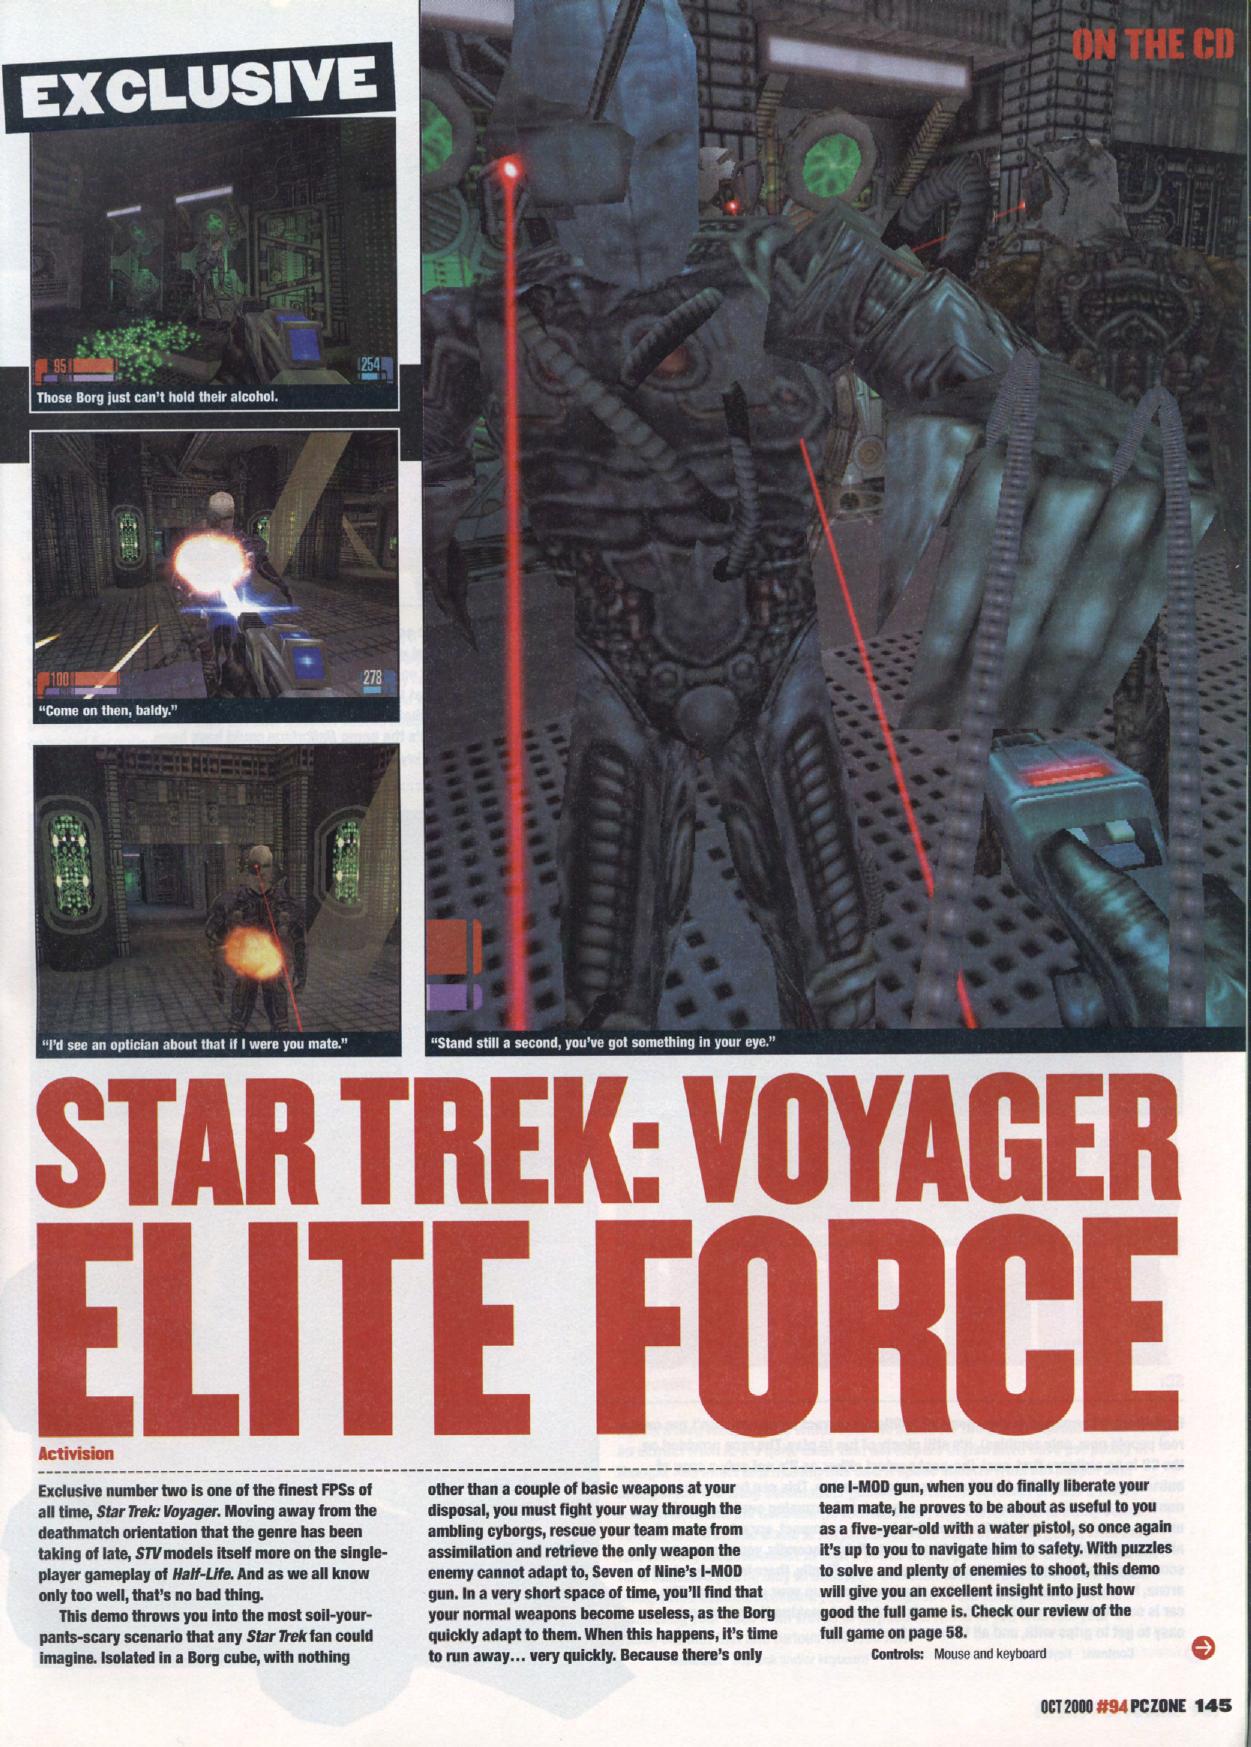 EXCLUSIVE
ON THE CD
95
254
Those Borg just can't hold their alcohol.
100
278
"Come on then, baldy."
"I'd see an optician about that if I were you mate."
"Stand still a second, you've got something in your eye."
STAR TREK: VOYAGER
ELITE FORCE
Activision
Exclusive number two is one of the finest FPSs of
all time, Star Trek: Voyager. Moving away from the
deathmatch orientation that the genre has been
taking of late, STV models itself more on the single-
player gameplay of Half-Life. And as we all know
only too well, that's no bad thing.
This demo throws you into the most soil-your-
pants-scary scenario that any Star Trek fan could
imagine. Isolated in a Borg cube, with nothing
other than a couple of basic weapons at your
disposal, you must fight your way through the
ambling cyborgs, rescue your team mate from
assimilation and retrieve the only weapon the
enemy cannot adapt to, Seven of Nine's I-MOD
gun. In a very short space of time, you'll find that
your normal weapons become useless, as the Borg
quickly adapt to them. When this happens, it's time
to run away... very quickly. Because there's only
one I-MOD gun, when you do finally liberate your
team mate, he proves to be about as useful to you
as a five-year-old with a water pistol, so once again
it's up to you to navigate him to safety. With puzzles
to solve and plenty of enemies to shoot, this demo
will give you an excellent insight into just how
good the full game is. Check our review of the
full game on page 58.
Controls: Mouse and keyboard
OCT 2000 #94 PCZONE 145